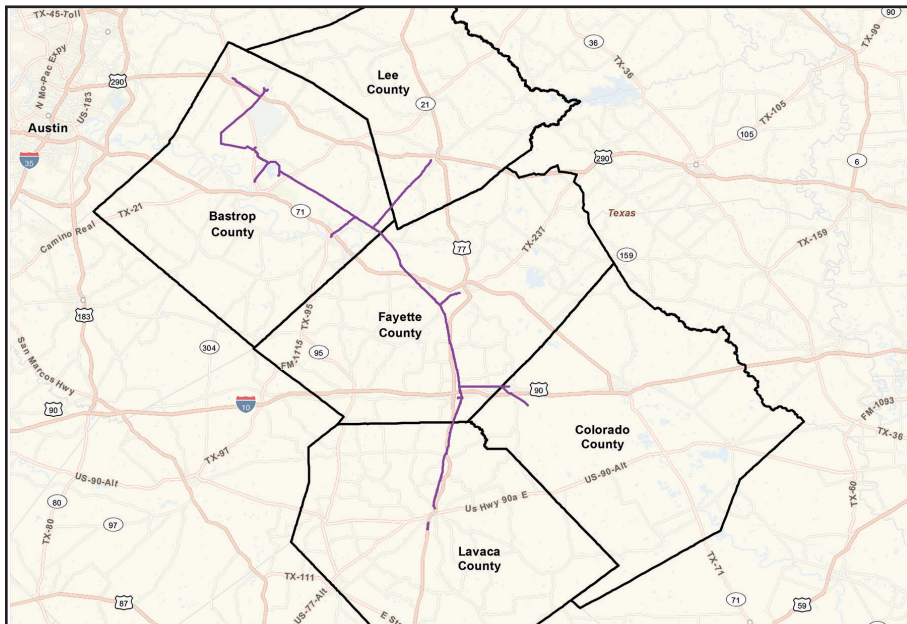 TX-45-Toll
90
TX-90
36
TX-36
N Mo-Pac Expy
290
US-183
Lee
County
21
TX-105
105
Austin
35
290
6
TX-21
Bastrop
County
71
Texas
Camino Real
77
TX-237
TX-159
159
183
Fayette
County
TX-95
304
95
FM-1115
San Marcos Hwy
90
10
90
Colorado
County
FM-1093
TX-36
TX-97
US-90-Alt
US-90-Alt
Us Hwy 90a E
80
97
TX-80
TX-60
Lavaca
County
TX-111
TX-71
87
US-77-Alt
71
59